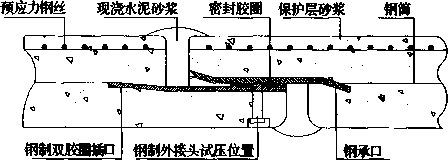 预应力钢丝
现浇水泥砂浆
密封胶圈
保护层砂浆
钢筒
钢制双胶圈插口
钢制外接头试压位置
钢承口